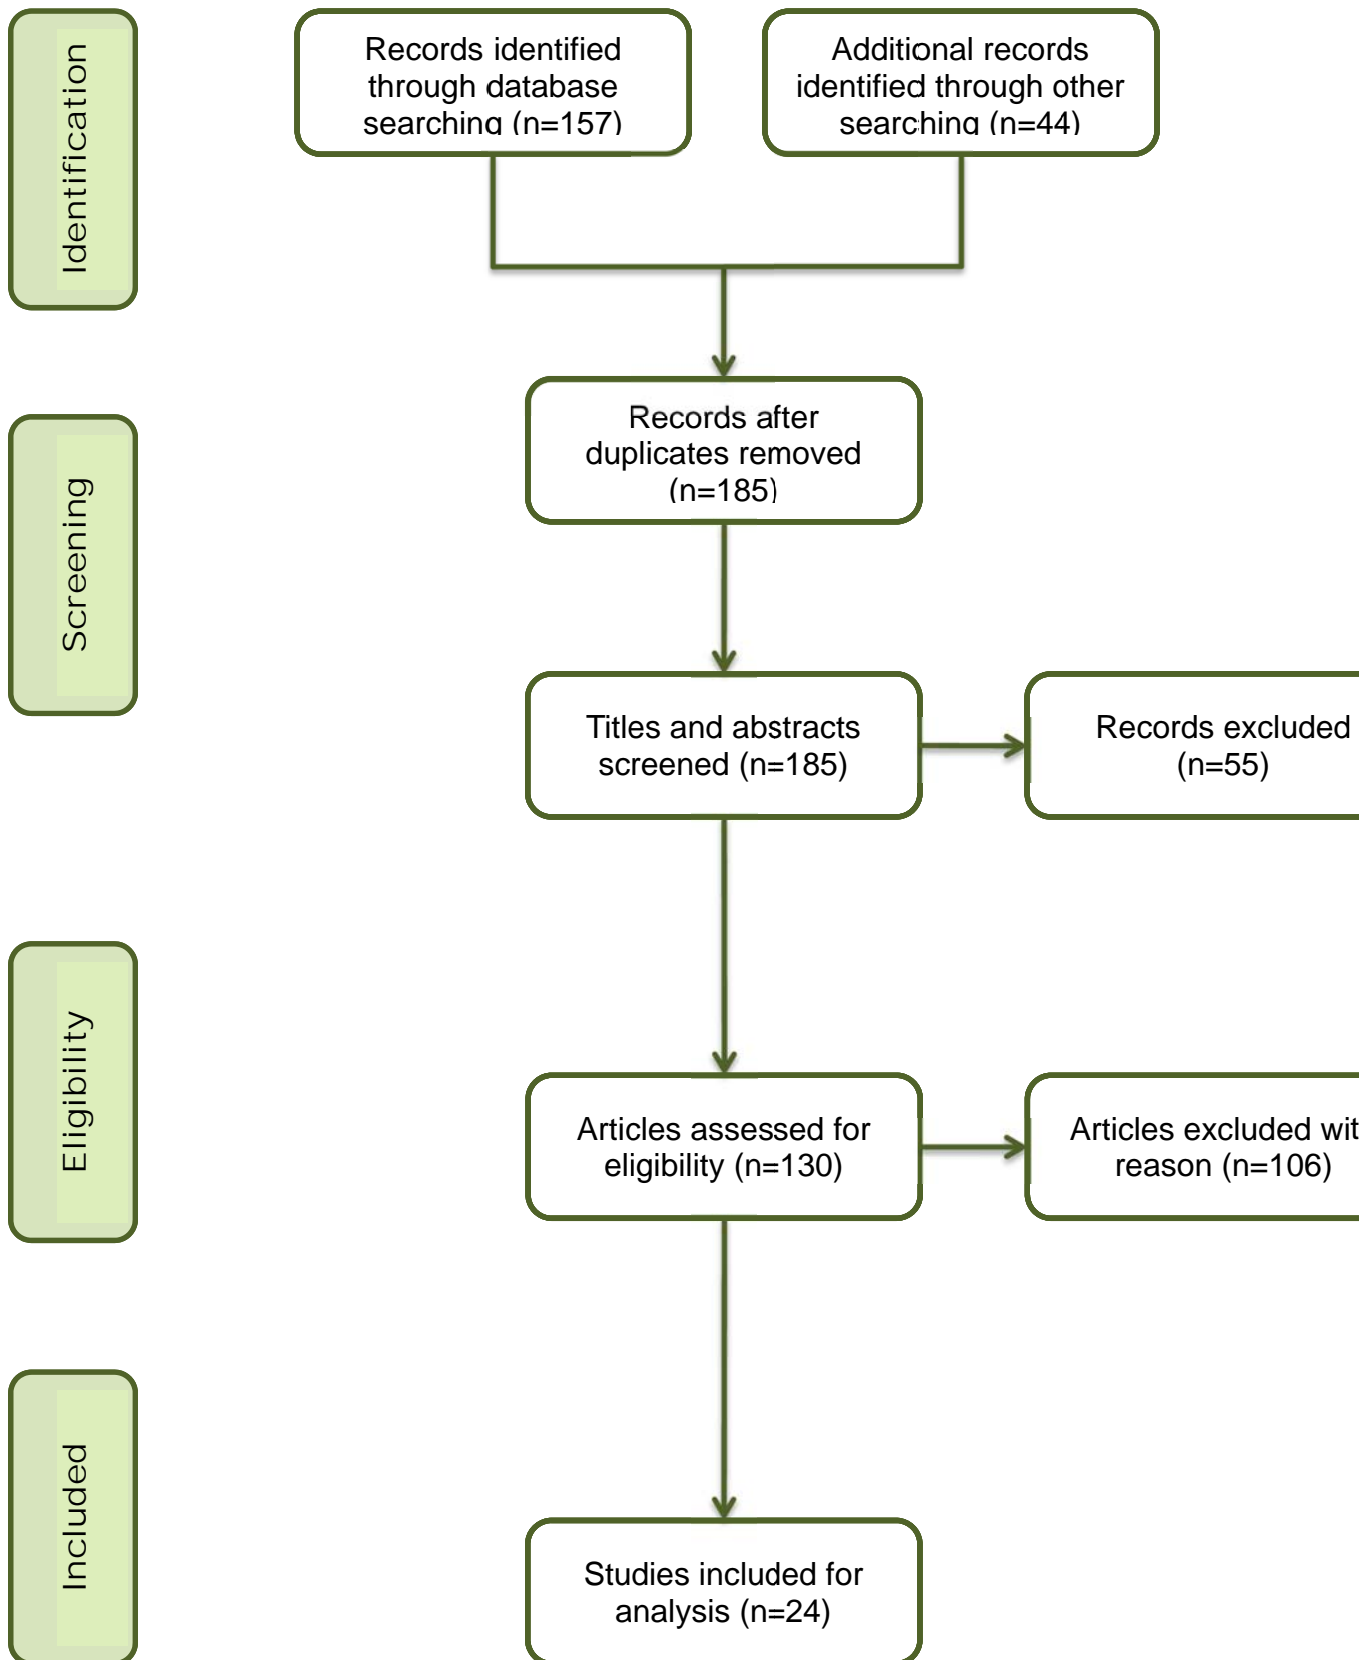 Identification
Records identified
through database
searching (n=157)
Additional records
identified through other
searching (n=44)
Screening
Records after
duplicates removed
(n=185)
Titles and abstracts
screened (n=185)
Records excluded
(n=55)
Eligibility
Articles assessed for
eligibility (n=130)
Articles excluded wit
reason (n=106)
Included
Studies included for
analysis (n=24)